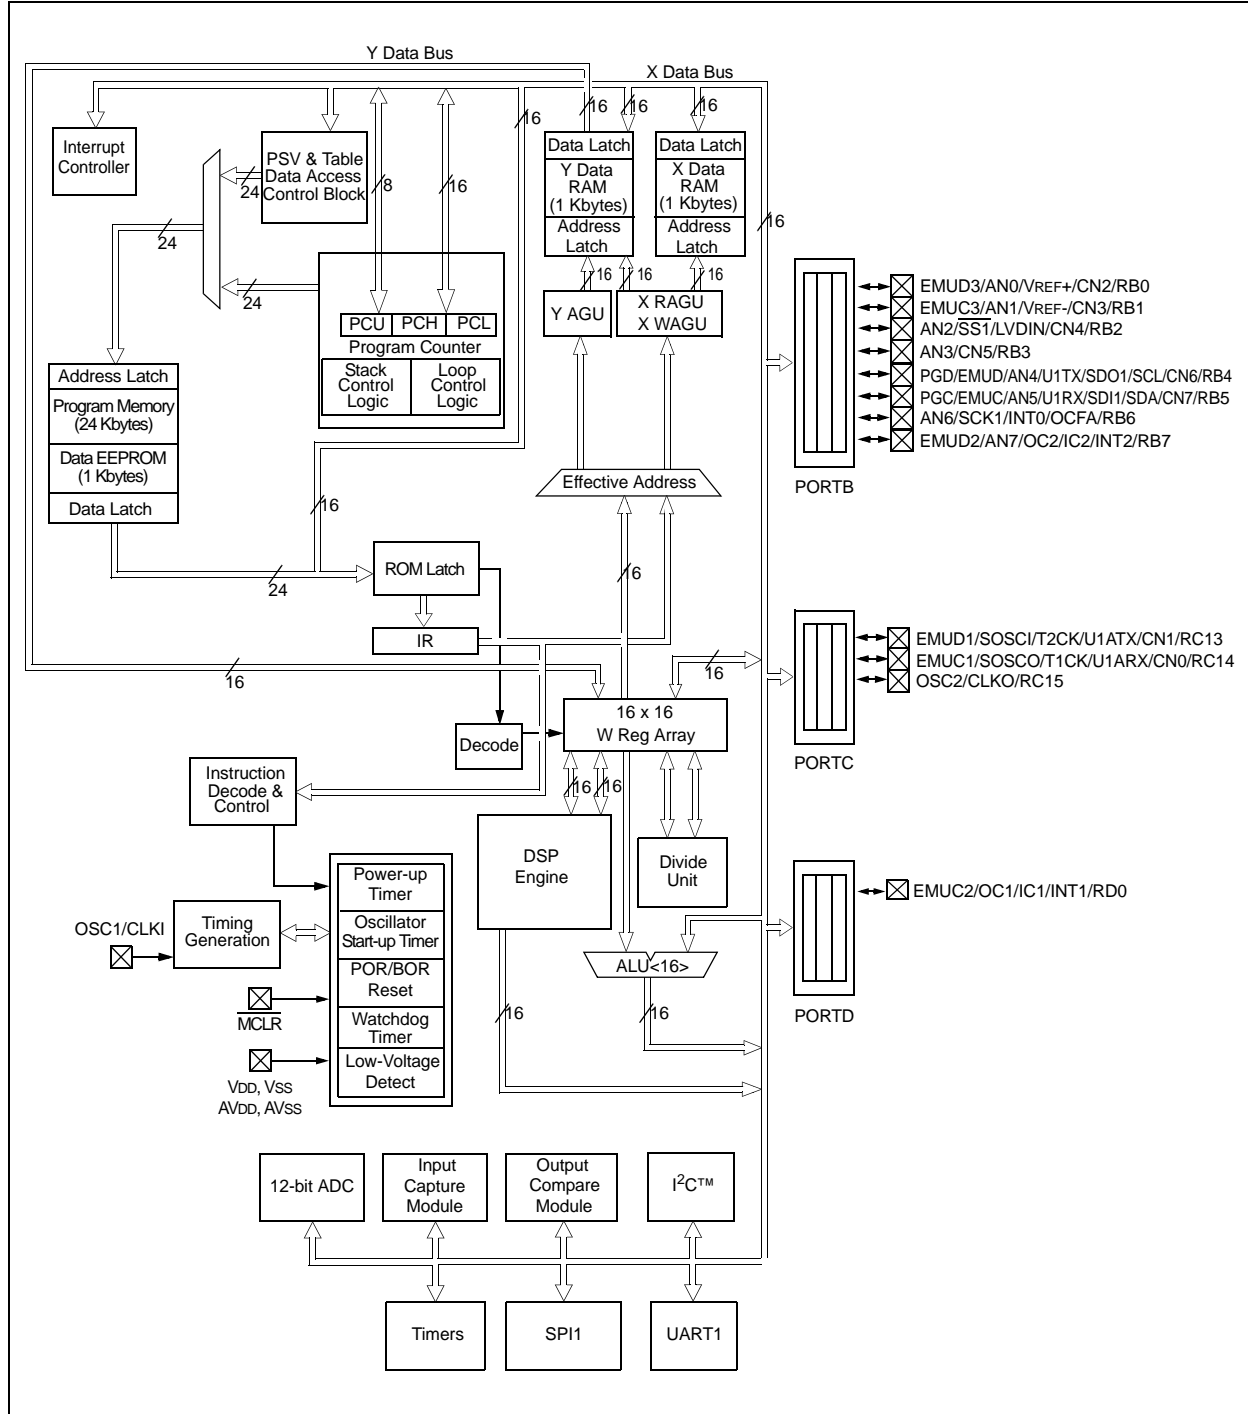 Y Data Bus
X Data Bus
16
16
16
16
Interrupt
Controller
PSV & Table
Data Access
Control Block
24
8
16
Data Latch
Y Data
RAM
(1 Kbytes)
Address
Latch
Data Latch
X Data
RAM
(1 Kbytes)
Address
Latch
16
24
24
16
16
16
Y AGU
X RAGU
X WAGU
PCU
PCH
PCL
Program Counter
Stack
Control
Logic
Loop
Control
Logic
Address Latch
Program Memory
(24 Kbytes)
Data EEPROM
(1 Kbytes)
Data Latch
16
24
Effective Address
16
ROM Latch
IR
16
16
16 x 16
W Reg Array
Decode
Instruction
Decode &
Control
16
16
DSP
Engine
Divide
Unit
Power-up
Timer
Oscillator
Start-up Timer
POR/BOR
Reset
Watchdog
Timer
Low-Voltage
Detect
OSC1/CLKI
Timing
Generation
MCLR
VDD, VSS
AVDD, AVSS
ALU<16>
16
16
EMUD3/AN0/VREF+/CN2/RB0
EMUC3/AN1/VREF-/CN3/RB1
AN2/SS1/LVDIN/CN4/RB2
AN3/CN5/RB3
PGD/EMUD/AN4/U1TX/SDO1/SCL/CN6/RB4
PGC/EMUC/AN5/U1RX/SDI1/SDA/CN7/RB5
AN6/SCK1/INT0/OCFA/RB6
EMUD2/AN7/OC2/IC2/INT2/RB7
PORTB
EMUD1/SOSCI/T2CK/U1ATX/CN1/RC13
EMUC1/SOSCO/T1CK/U1ARX/CN0/RC14
OSC2/CLKO/RC15
PORTC
EMUC2/OC1/IC1/INT1/RD0
PORTD
12-bit ADC
Input
Capture
Module
Output
Compare
Module
I²C™
Timers
SPI1
UART1